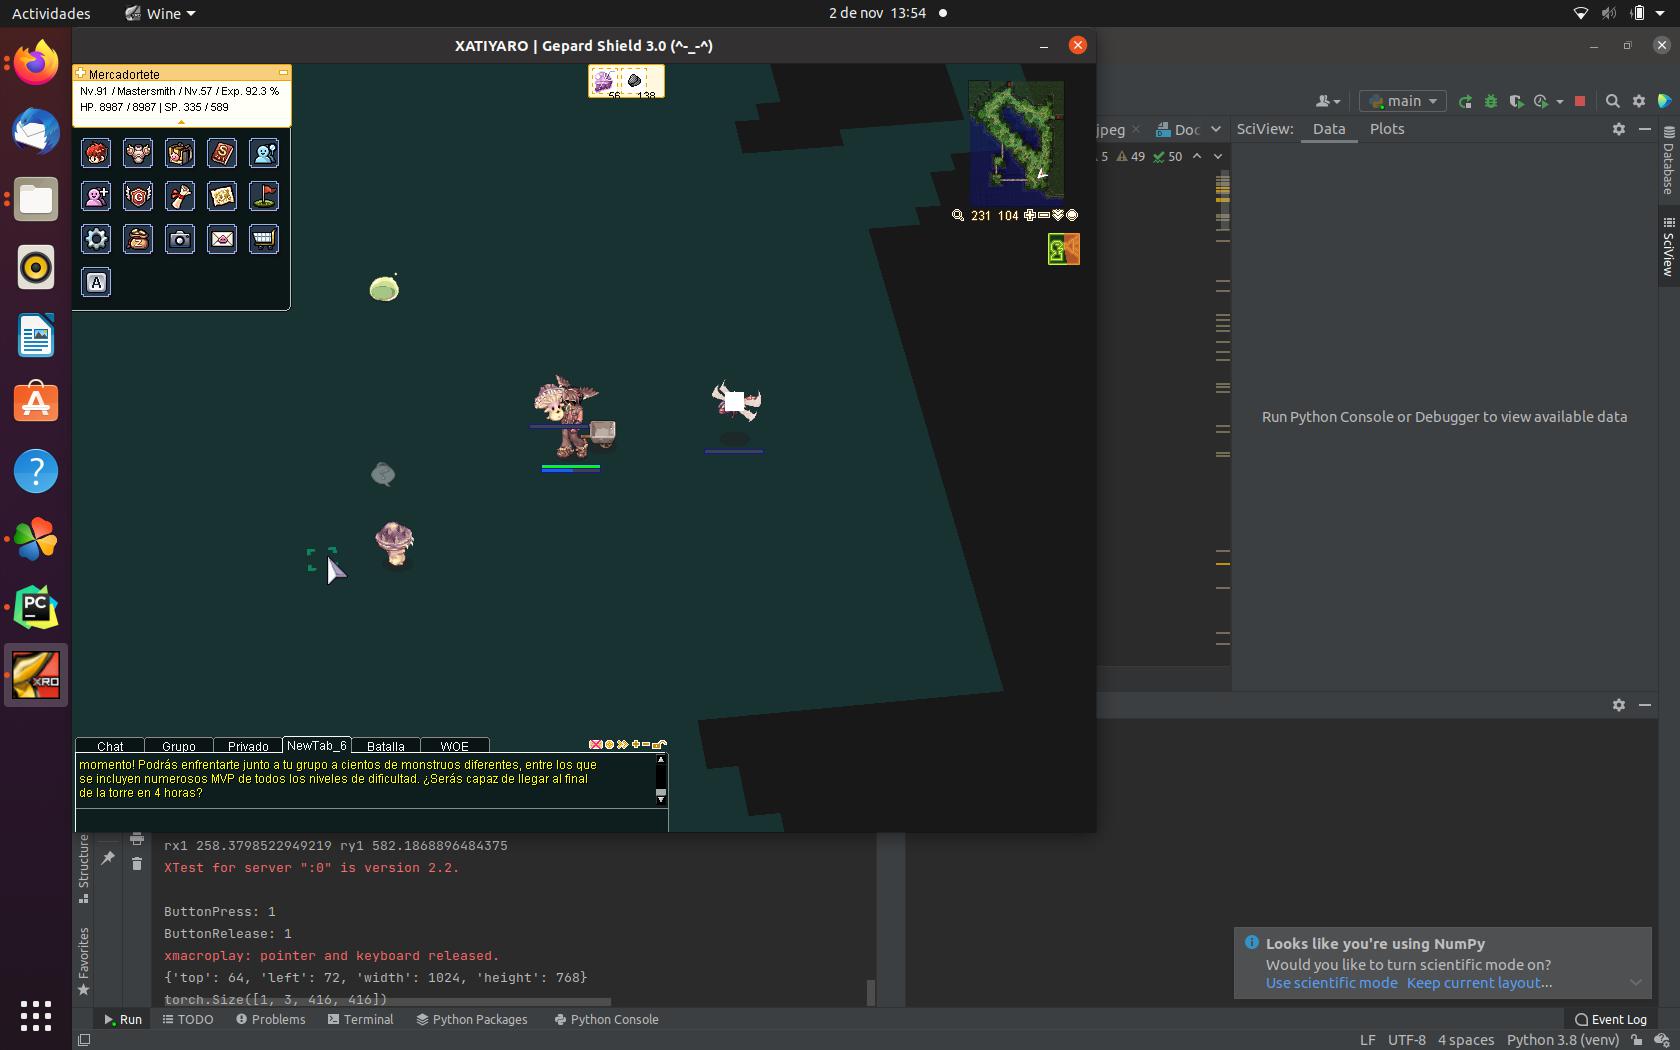 Actividades
Wine
2 de nov 13:54
XATIYARO | Gepard Shield 3.0 (^-_-^)
Mercadortete
Nv.91 / Mastersmith / Nv.57 / Exp. 92.3 %
HP. 8987 / 8987 | SP. 335 / 589
56 138
A
231 104
main
jpeg
Doc
SciView: Data Plots
5 49 50
Database
SciView
Run Python Console or Debugger to view available data
PC
XRO
Chat Grupo Privado NewTab_6 Batalla WOE
momento! Podrás enfrentarte junto a tu grupo a cientos de monstruos diferentes, entre los que
se incluyen numerosos MVP de todos los niveles de dificultad. ¿Serás capaz de llegar al final
de la torre en 4 horas?
Structure
Favorites
rx1 258.3798522949219 ry1 582.1868896484375
XTest for server ":0" is version 2.2.
ButtonPress: 1
ButtonRelease: 1
xmacroplay: pointer and keyboard released.
{'top': 64, 'left': 72, 'width': 1024, 'height': 768}
torch.Size([1, 3, 416, 416])
Looks like you're using NumPy
Would you like to turn scientific mode on?
Use scientific mode Keep current layout...
Run TODO Problems Terminal Python Packages Python Console
Event Log
LF UTF-8 4 spaces Python 3.8 (venv)